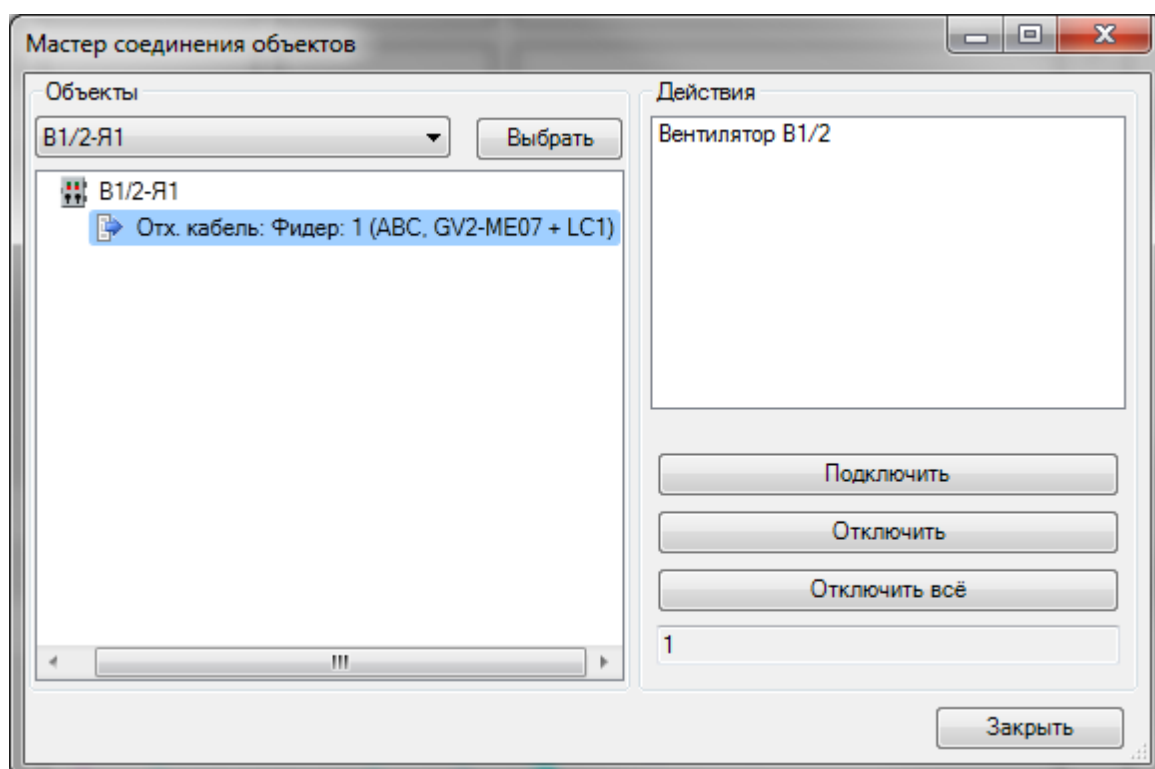 Мастер соединения объектов
Объекты
В1/2-Я1
Выбрать
В1/2-Я1
Отх. кабель: Фидер: 1 (ABC, GV2-ME07 + LC1)
Действия
Вентилятор В1/2
Подключить
Отключить
Отключить всё
1
Закрыть